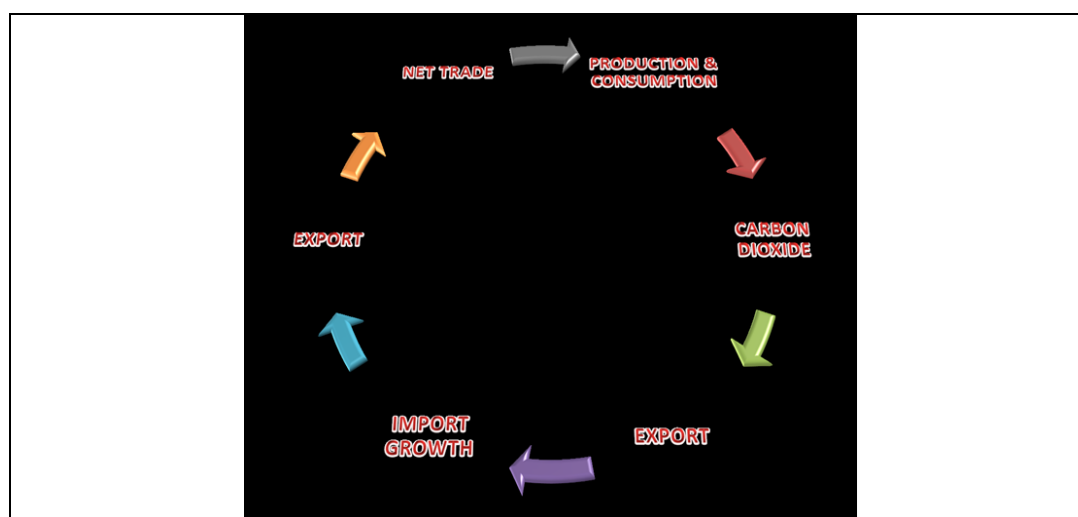 NET TRADE
PRODUCTION &
CONSUMPTION
CARBON
DIOXIDE
EXPORT
IMPORT
GROWTH
EXPORT